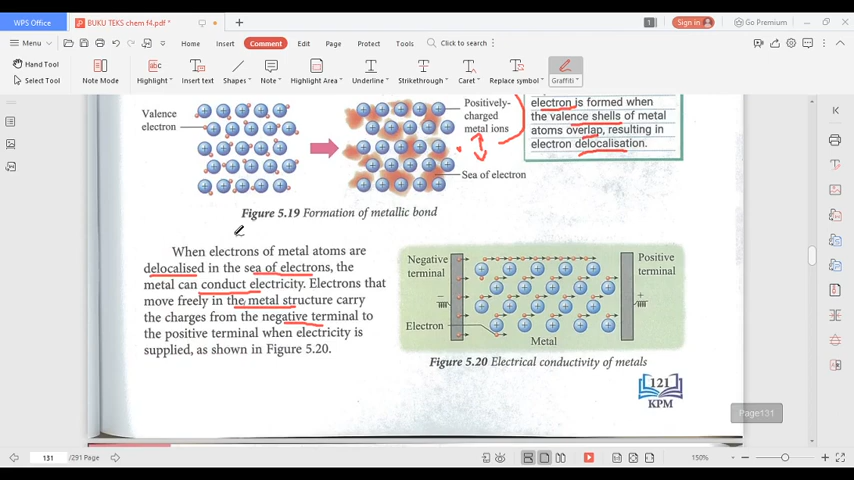 WPS Office
BUKU TEKS chem f4.pdf *
1
Sign in
Go Premium
Menu
Home
Insert
Comment
Edit
Page
Protect
Tools
Click to search
Hand Tool
Select Tool
Note Mode
Highlight
Insert text
Shapes
Note
Highlight Area
Underline
Strikethrough
Caret
Replace symbol
Graffiti
Valence
electron
Positively-
charged
metal ions
Sea of electron
electron is formed when
the valence shells of metal
atoms overlap, resulting in
electron delocalisation.
Figure 5.19 Formation of metallic bond
When electrons of metal atoms are
delocalised in the sea of electrons, the
metal can conduct electricity. Electrons that
move freely in the metal structure carry
the charges from the negative terminal to
the positive terminal when electricity is
supplied, as shown in Figure 5.20.
Negative
terminal
Positive
terminal
Electron
Metal
Figure 5.20 Electrical conductivity of metals
121
KPM
Page131
131
/291 Page
150%